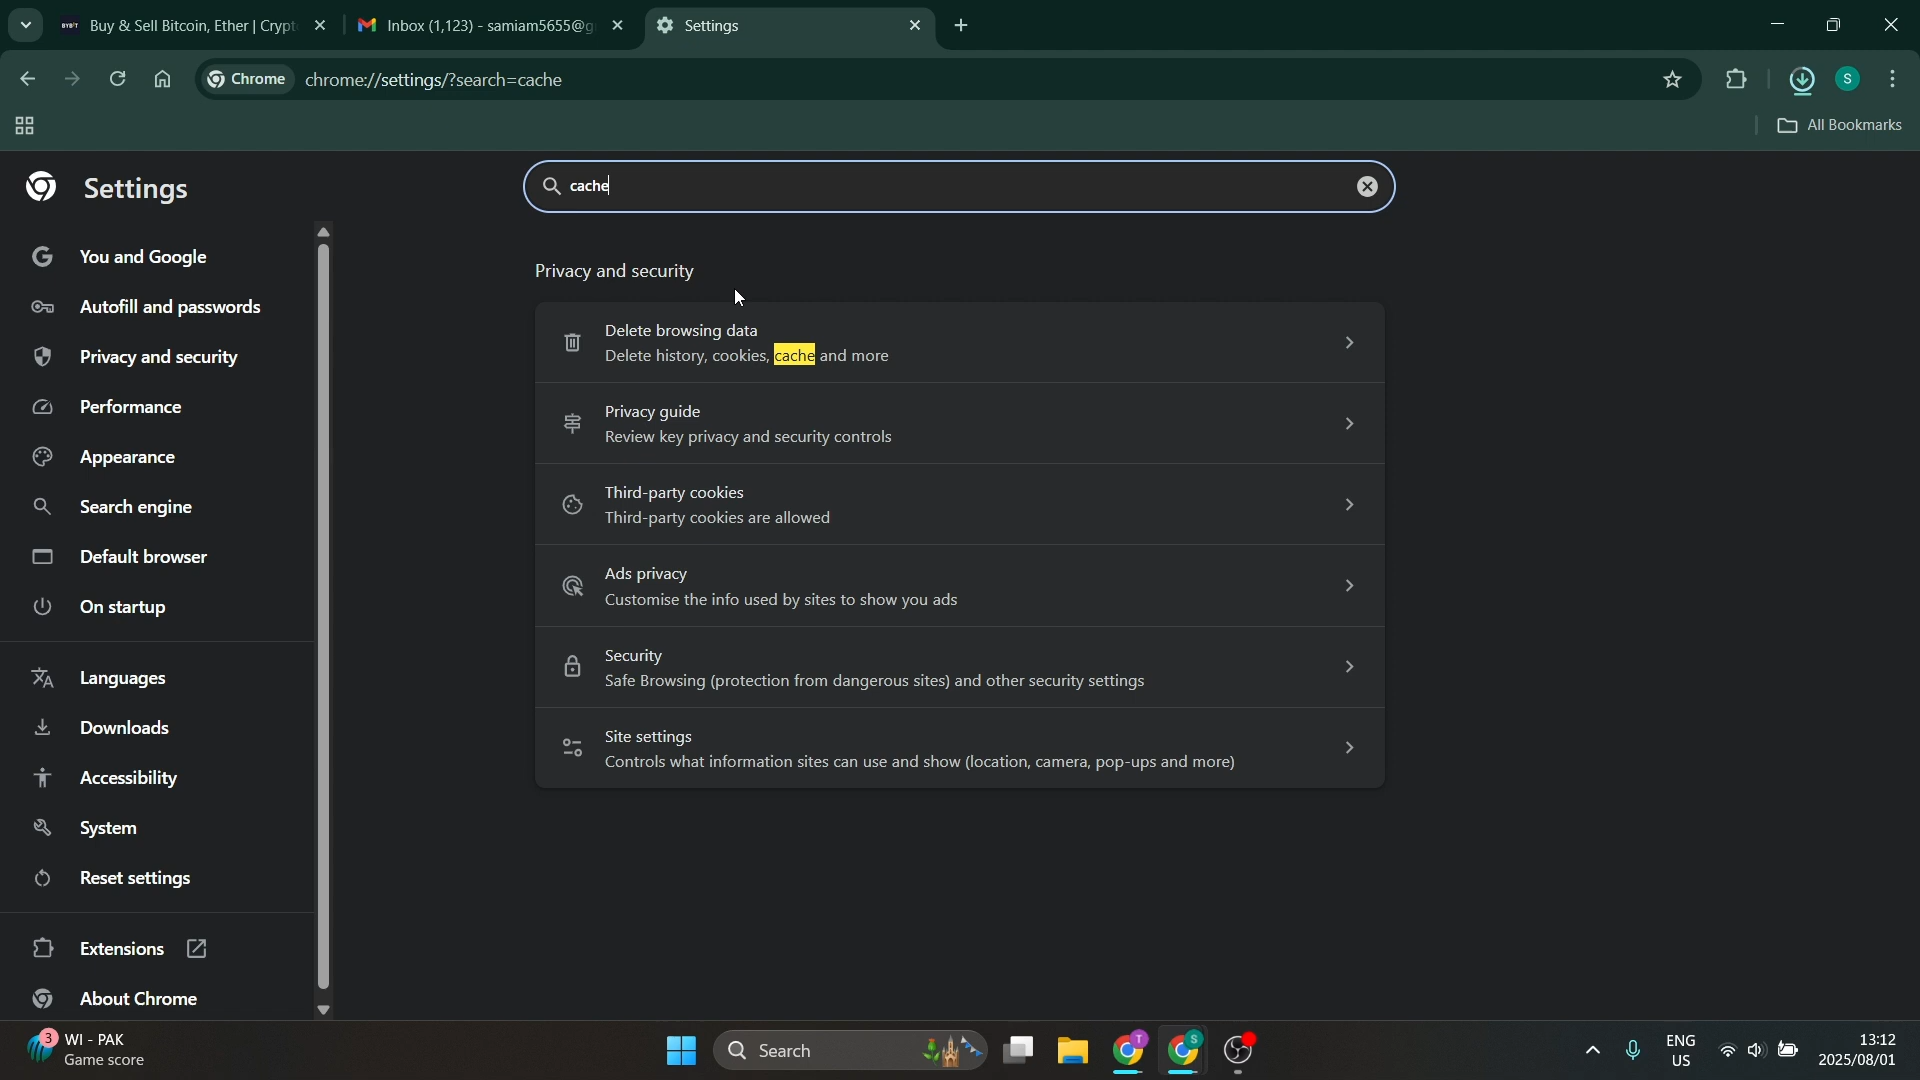 Buy & Sell Bitcoin, Ether | Crypt
Inbox (1,123) - samiam5655@g
Settings
Chrome
chrome://settings/?search=cache
All Bookmarks
Settings
cache
You and Google
Autofill and passwords
Privacy and security
Performance
Appearance
Search engine
Default browser
On startup
Languages
Downloads
Accessibility
System
Reset settings
Extensions
About Chrome
Privacy and security
Delete browsing data
Delete history, cookies, cache and more
Privacy guide
Review key privacy and security controls
Third-party cookies
Third-party cookies are allowed
Ads privacy
Customise the info used by sites to show you ads
Security
Safe Browsing (protection from dangerous sites) and other security settings
Site settings
Controls what information sites can use and show (location, camera, pop-ups and more)
3
WI - PAK
Game score
Search
T
S
ENG
US
13:12
2025/08/01
S